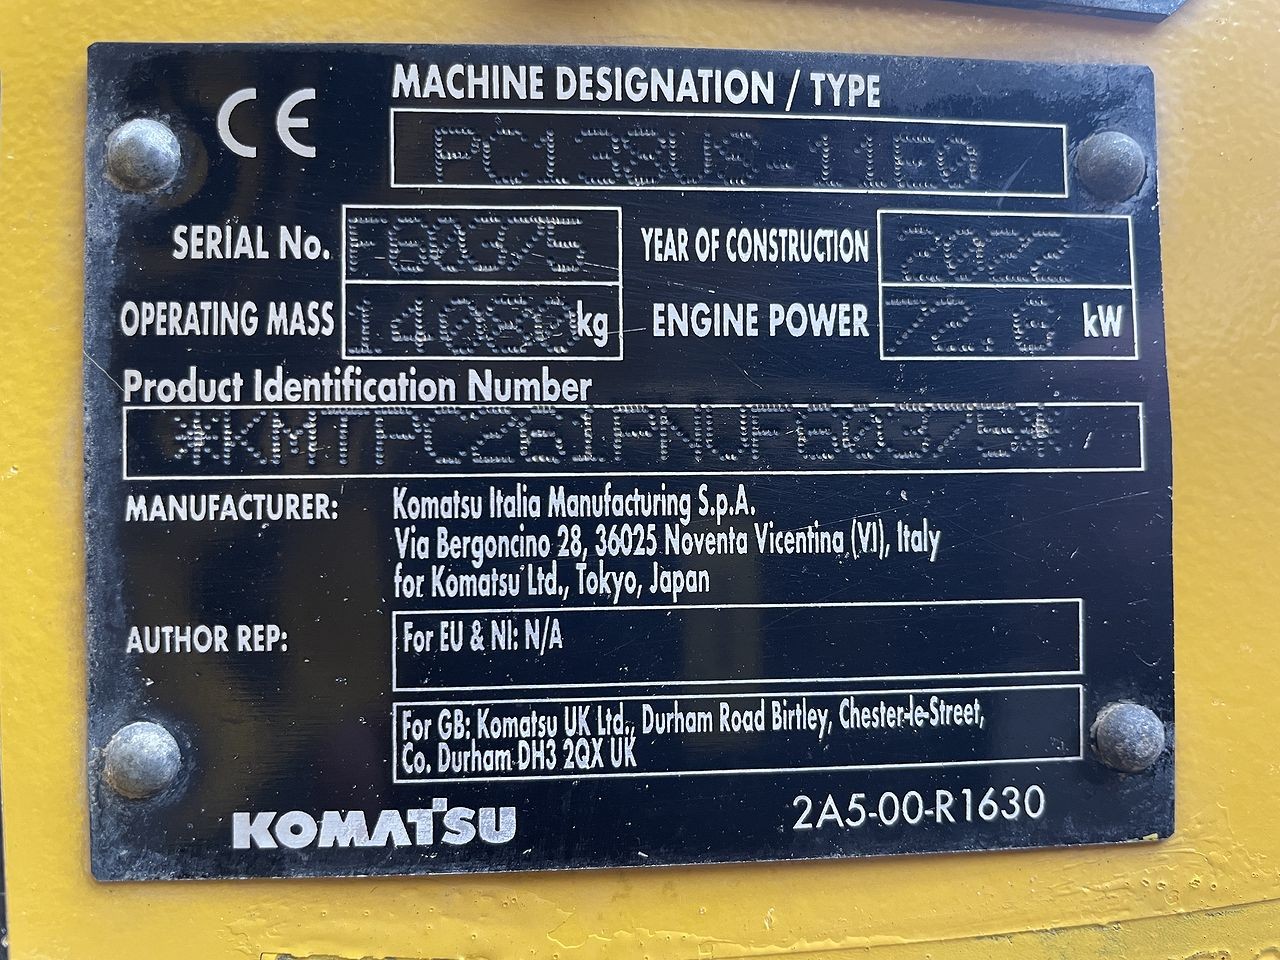 CE
MACHINE DESIGNATION / TYPE
PC138US-11E0
SERIAL No. F80375 YEAR OF CONSTRUCTION 2022
OPERATING MASS 14080 kg ENGINE POWER 72.6 kW
Product Identification Number
*KMTPC261PNUF80375*
MANUFACTURER: Komatsu Italia Manufacturing S.p.A.
Via Bergoncino 28, 36025 Noventa Vicentina (VI), Italy
for Komatsu Ltd., Tokyo, Japan
AUTHOR REP: For EU & NI: N/A
For GB: Komatsu UK Ltd., Durham Road Birtley, Chester-le-Street,
Co. Durham DH3 2QX UK
KOMATSU 2A5-00-R1630